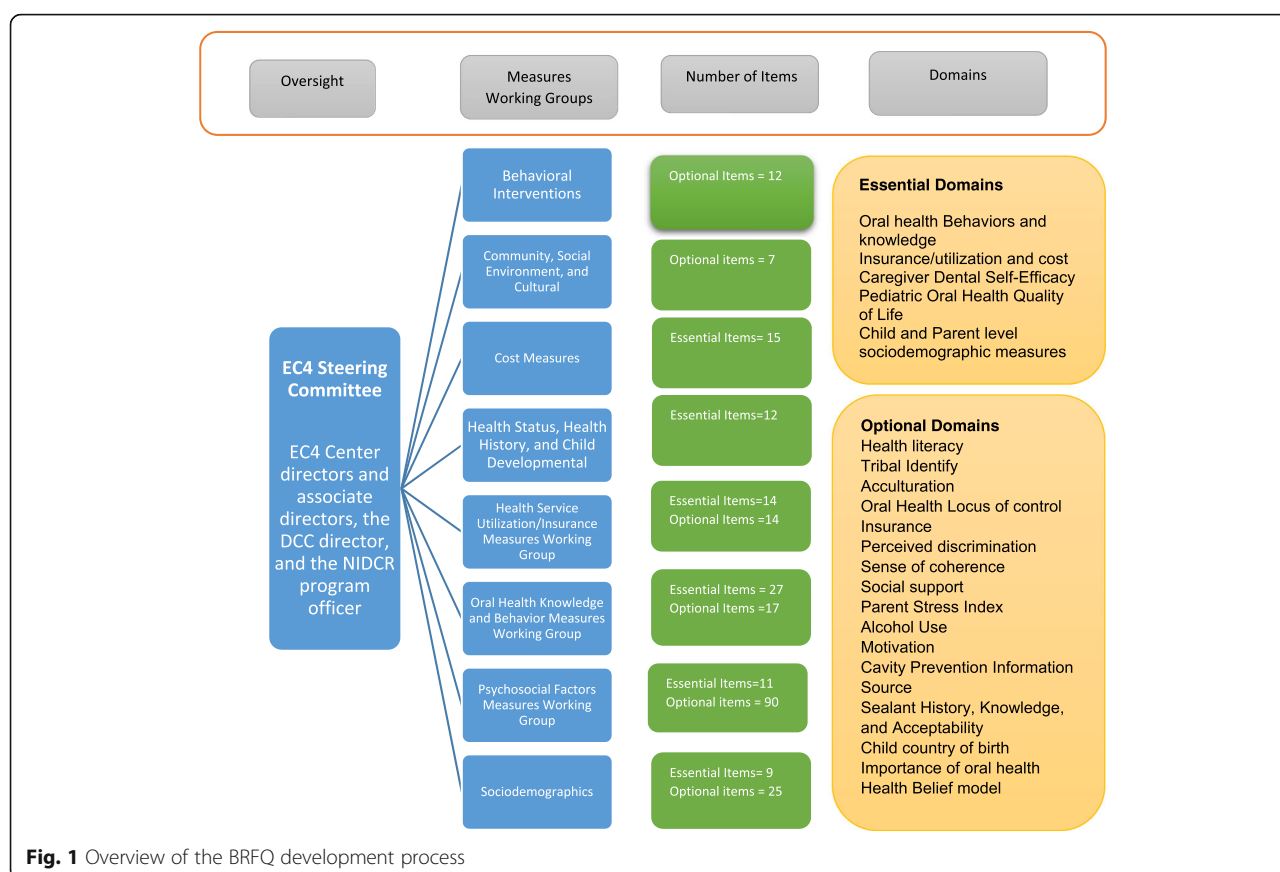 Oversight
Measures
Working Groups
Number of Items
Domains
EC4 Steering
Committee
EC4 Center
directors and
associate
directors, the
DCC director,
and the NIDCR
program
officer
Behavioral
Interventions
Community, Social
Environment, and
Cultural
Cost Measures
Health Status, Health
History, and Child
Developmental
Health Service
Utilization/Insurance
Measures Working
Group
Oral Health Knowledge
and Behavior Measures
Working Group
Psychosocial Factors
Measures Working
Group
Sociodemographics
Optional Items = 12
Optional items = 7
Essential Items= 15
Essential Items=12
Essential Items=14
Optional Items =14
Essential Items = 27
Optional Items =17
Essential Items=11
Optional items = 90
Essential Items= 9
Optional items = 25
Essential Domains
Oral health Behaviors and
knowledge
Insurance/utilization and cost
Caregiver Dental Self-Efficacy
Pediatric Oral Health Quality
of Life
Child and Parent level
sociodemographic measures
Optional Domains
Health literacy
Tribal Identify
Acculturation
Oral Health Locus of control
Insurance
Perceived discrimination
Sense of coherence
Social support
Parent Stress Index
Alcohol Use
Motivation
Cavity Prevention Information
Source
Sealant History, Knowledge,
and Acceptability
Child country of birth
Importance of oral health
Health Belief model
Fig. 1 Overview of the BRFQ development process